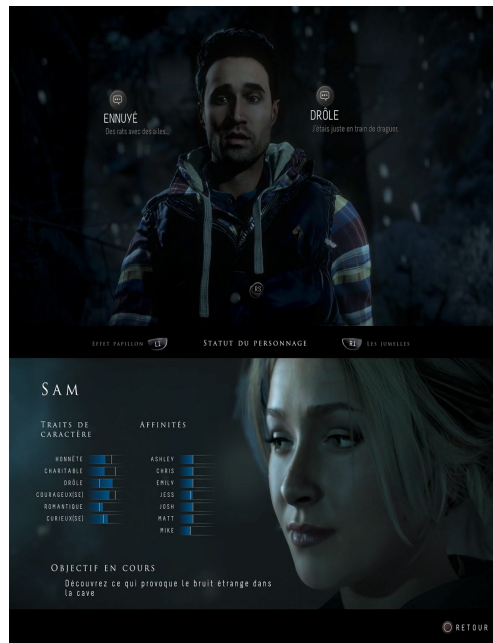 ENNUYÉ
Des rats avec des ailes...
DRÔLE
J'étais juste en train de draguer.
RS
EFFET PAPILLON L1 STATUT DU PERSONNAGE R1 LES JUMELLES
SAM
TRAITS DE CARACTÈRE
HONNÊTE
CHARITABLE
DRÔLE
COURAGEUX(SE)
ROMANTIQUE
CURIEUX(SE)
AFFINITÉS
ASHLEY
CHRIS
EMILY
JESS
JOSH
MATT
MIKE
OBJECTIF EN COURS
Découvrez ce qui provoque le bruit étrange dans
la cave
RETOUR